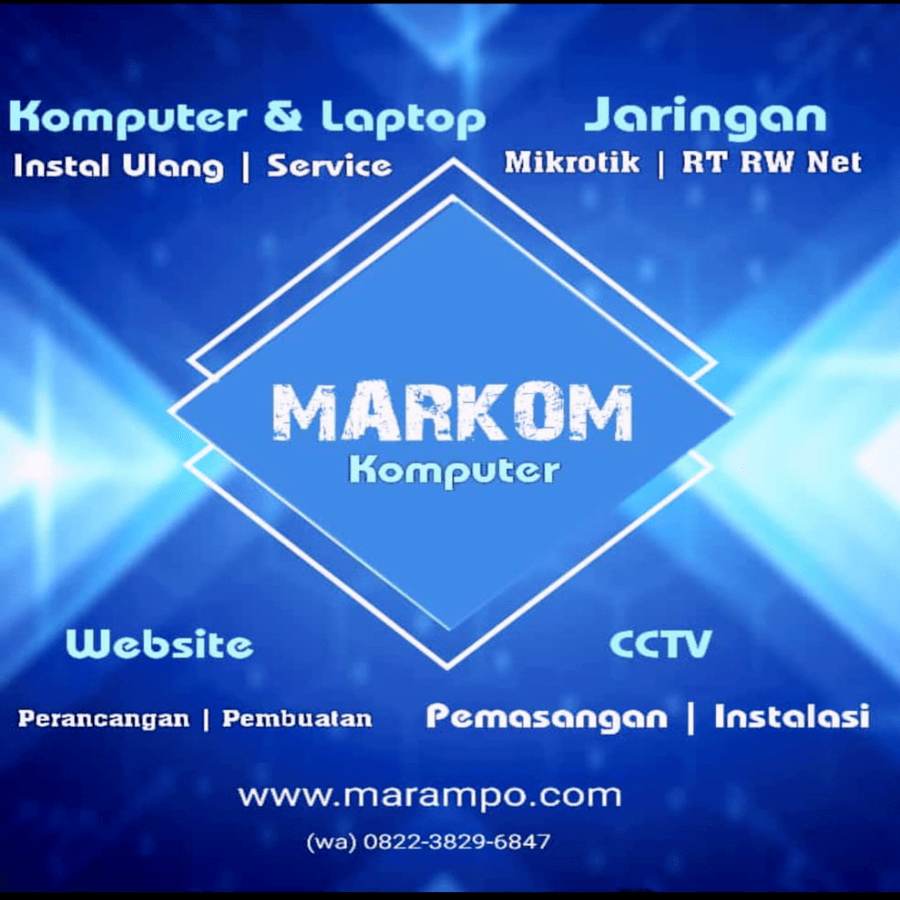 Komputer & Laptop
Instal Ulang | Service
Jaringan
Mikrotik | RT RW Net
MARKOM
Komputer
Website
Perancangan | Pembuatan
CCTV
Pemasangan | Instalasi
www.marampo.com
(wa) 0822-3829-6847